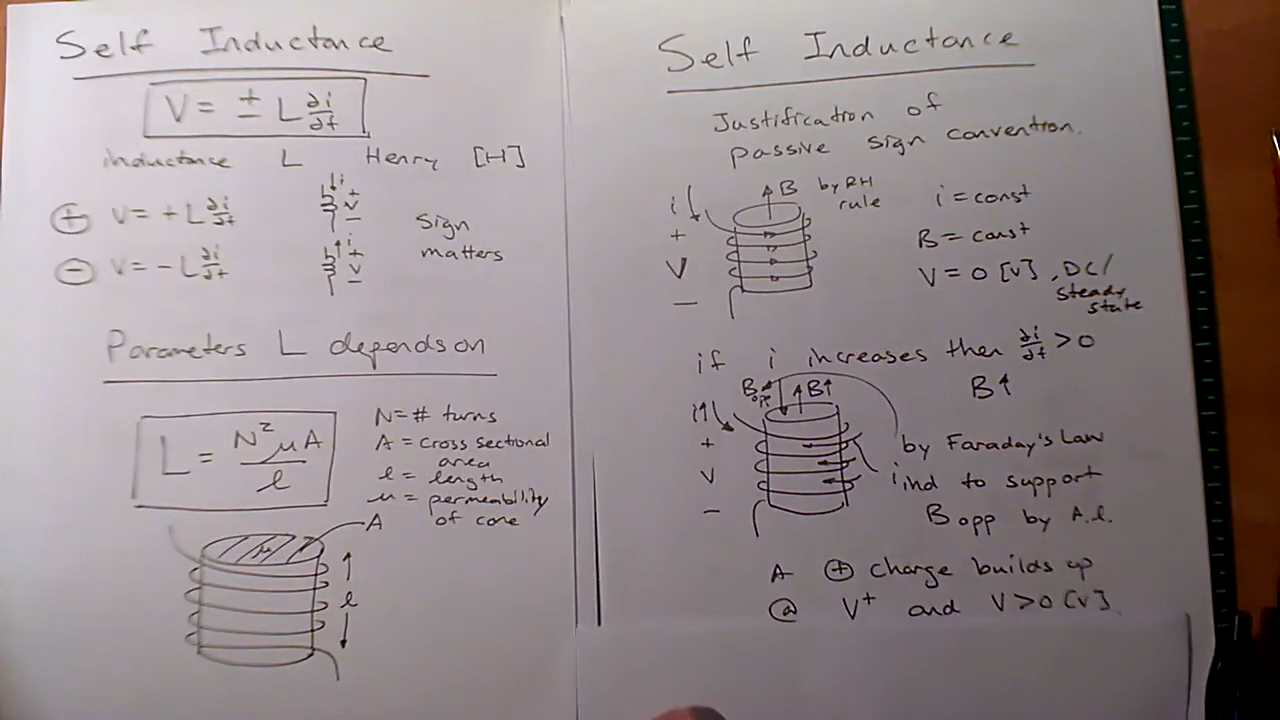 Self Inductance
V = ± L ∂i/∂t
inductance L Henry [H]
+ V = + L ∂i/∂t
i + V -
Sign
matters
- V = - L ∂i/∂t
i + V -
Parameters L depends on
L = N²μA/ℓ
N = # turns
A = cross sectional
area
ℓ = length
μ = permeability
of core
A
μ
ℓ
Self Inductance
Justification of
passive sign convention.
i
+
V
-
B by RH
rule
i = const
B = const
V = 0 [V], DC/
steady
state
if i increases then ∂i/∂t > 0
B↑
B opp
B↑
i↑
+
V
-
by Faraday's Law
i ind to support
B opp by A.L.
A + charge builds up
@ V⁺ and V > 0 [V].